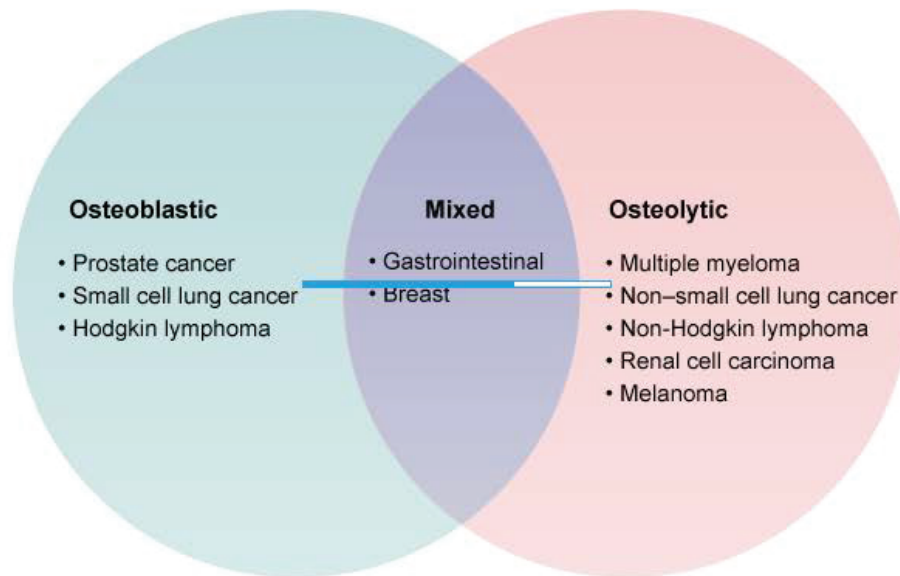 Osteoblastic
• Prostate cancer
• Small cell lung cancer
• Hodgkin lymphoma
Mixed
• Gastrointestinal
• Breast
Osteolytic
• Multiple myeloma
• Non–small cell lung cancer
• Non-Hodgkin lymphoma
• Renal cell carcinoma
• Melanoma